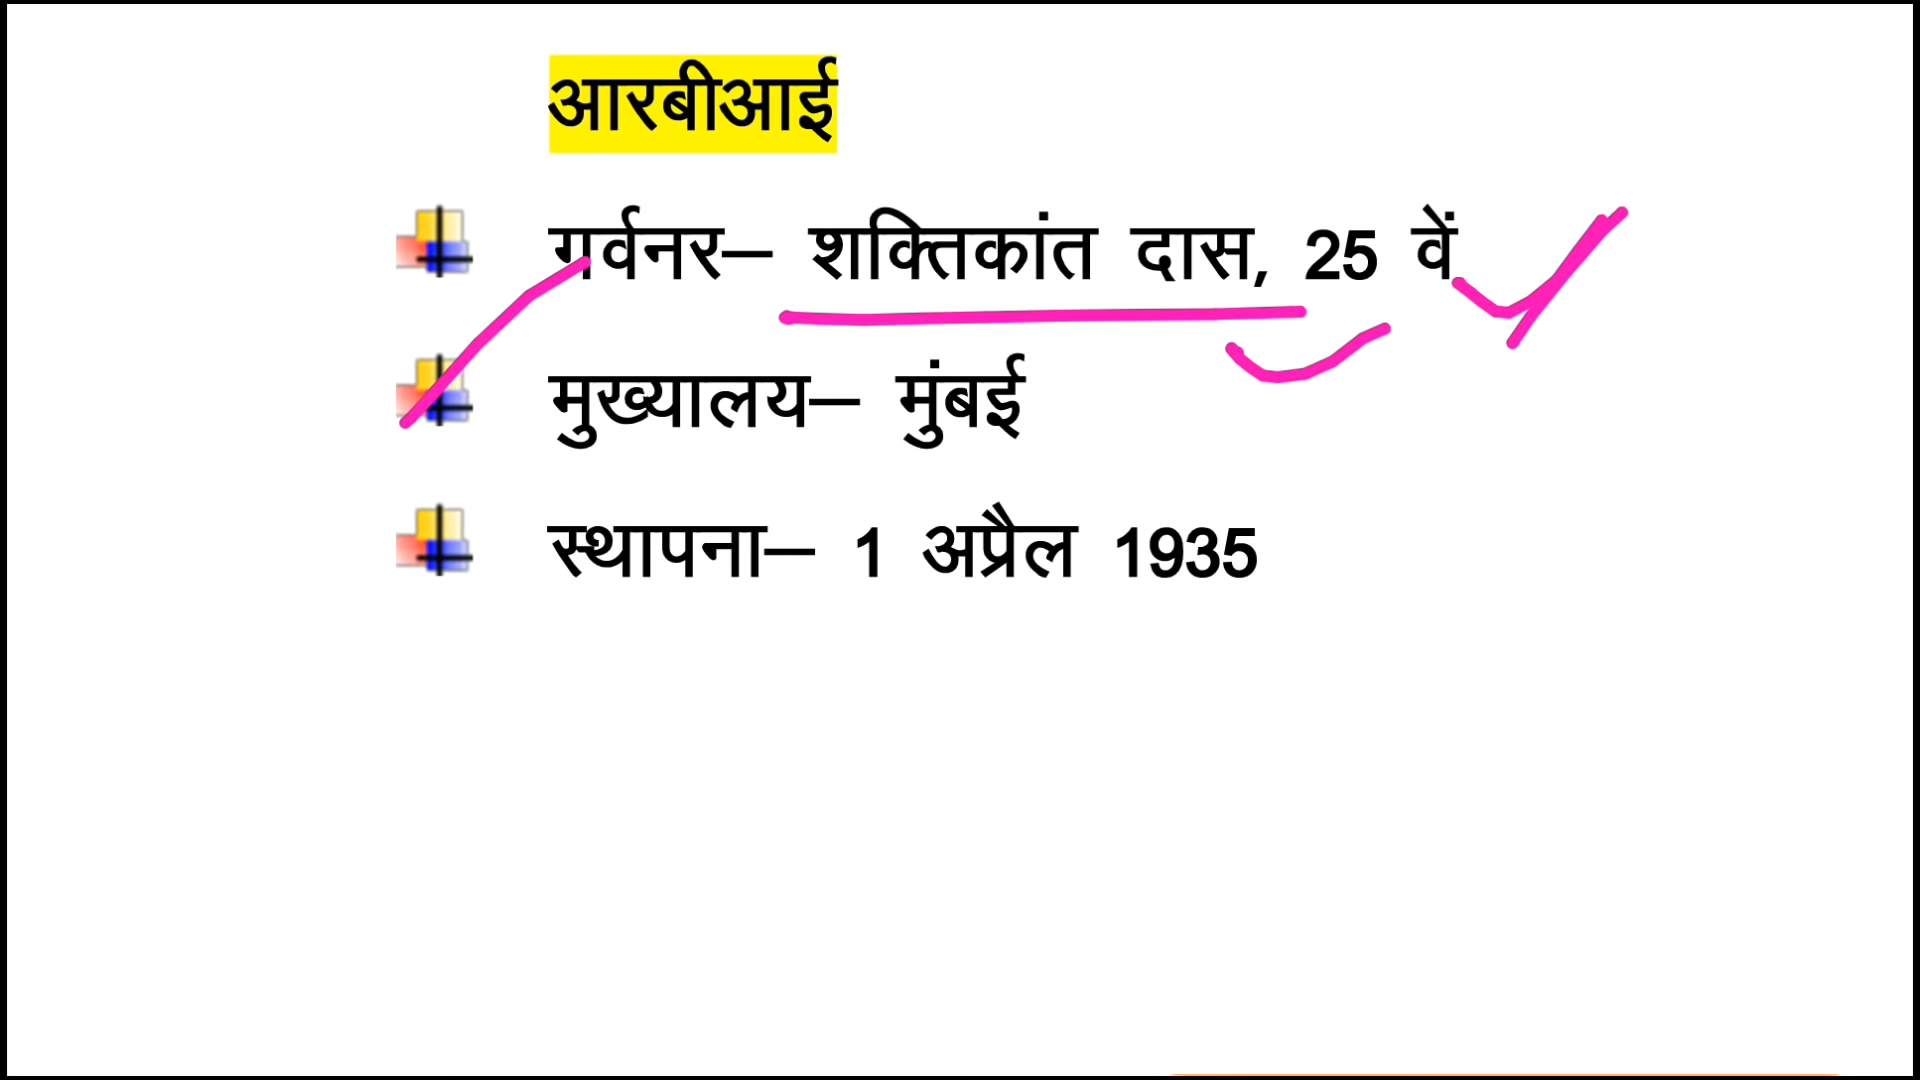 आरबीआई
गर्वनर– शक्तिकांत दास, 25 वें
मुख्यालय– मुंबई
स्थापना– 1 अप्रैल 1935